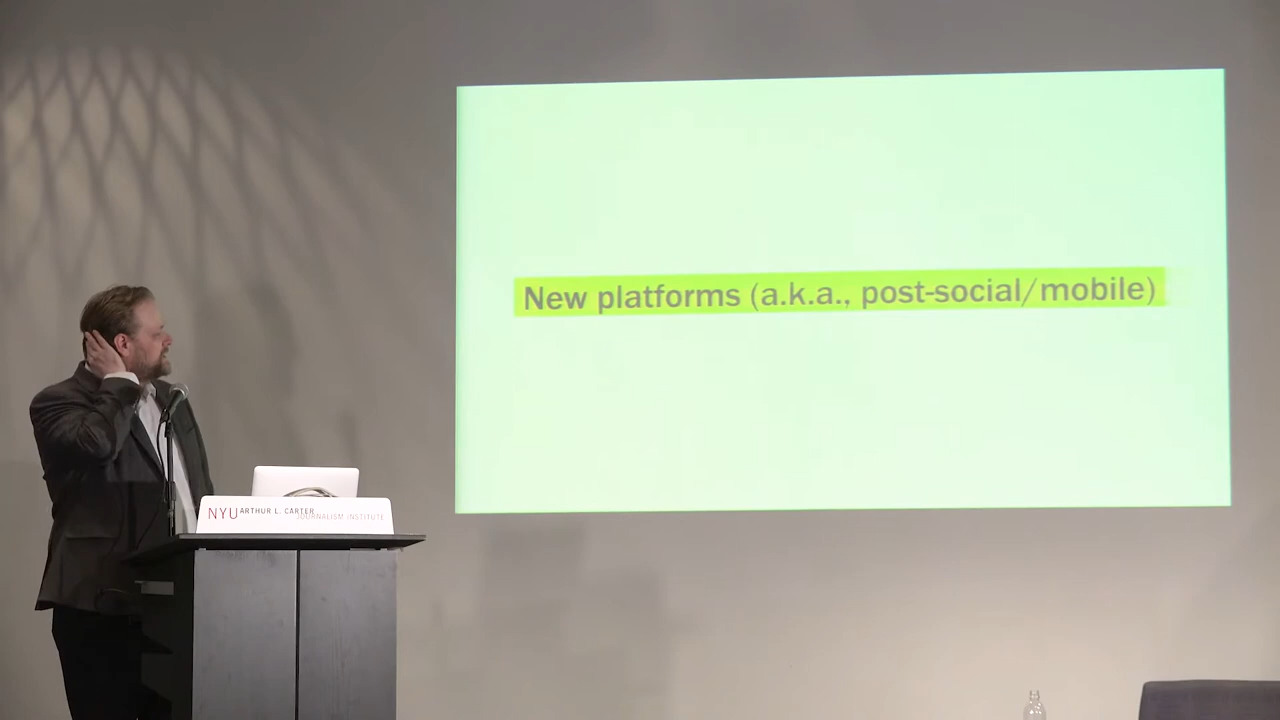 New platforms (a.k.a., post-social/mobile)
NYU ARTHUR L. CARTER
JOURNALISM INSTITUTE